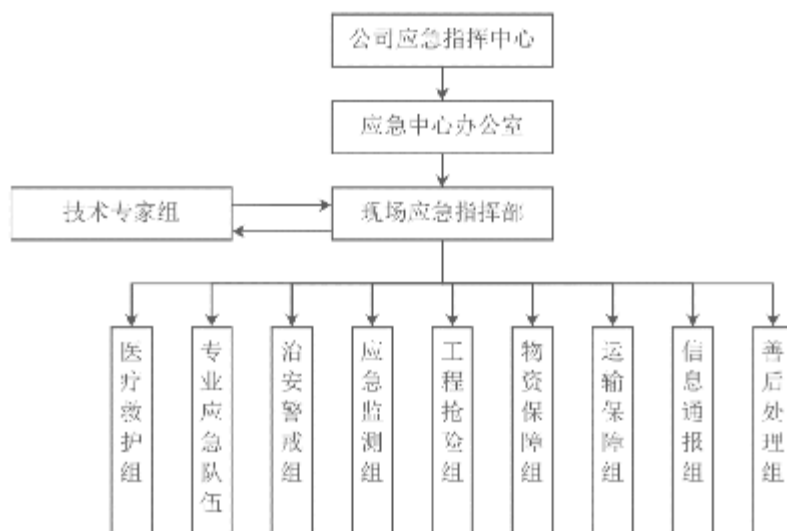 公司应急指挥中心
应急中心办公室
技术专家组
现场应急指挥部
医疗救护组
专业应急队伍
治安警戒组
应急监测组
工程抢险组
物资保障组
运输保障组
信息通报组
善后处理组